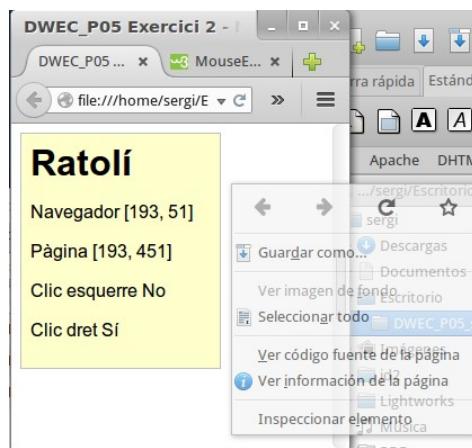 DWEC_P05 Exercici 2 -
DWEC_P05 ...
MouseE...
file:///home/sergi/E
Ratolí
Navegador [193, 51]
Pàgina [193, 451]
Clic esquerre No
Clic dret Sí
Guardar como...
Ver imagen de fondo
Seleccionar todo
Ver código fuente de la página
Ver información de la página
Inspeccionar elemento
rra rápida
Estánd
A
A
Apache
DHTM
.../sergi/Escritorio
sergi
Descargas
Documentos
Escritorio
DWEC_P05_
Imágenes
Lightworks
Música